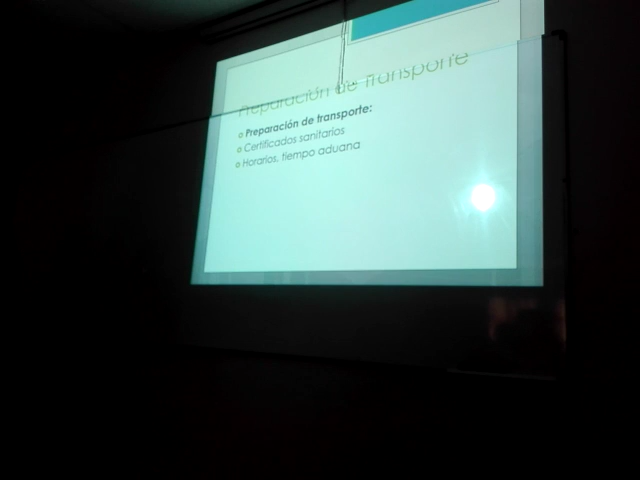 Preparación de Transporte
Preparación de transporte:
Certificados sanitarios
Horarios, tiempo aduana